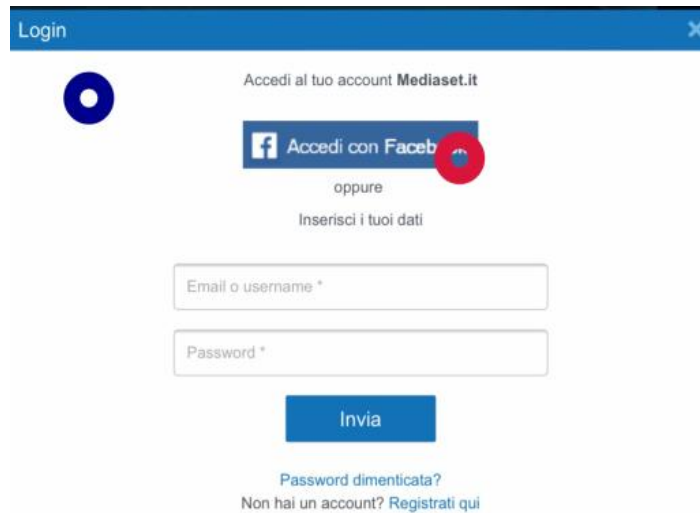 Login
Accedi al tuo account Mediaset.it
Accedi con
oppure
Inserisci i tuoi dati
Email o username *
Password *
Invia
Password dimenticata?
Non hai un account? Registrati qui